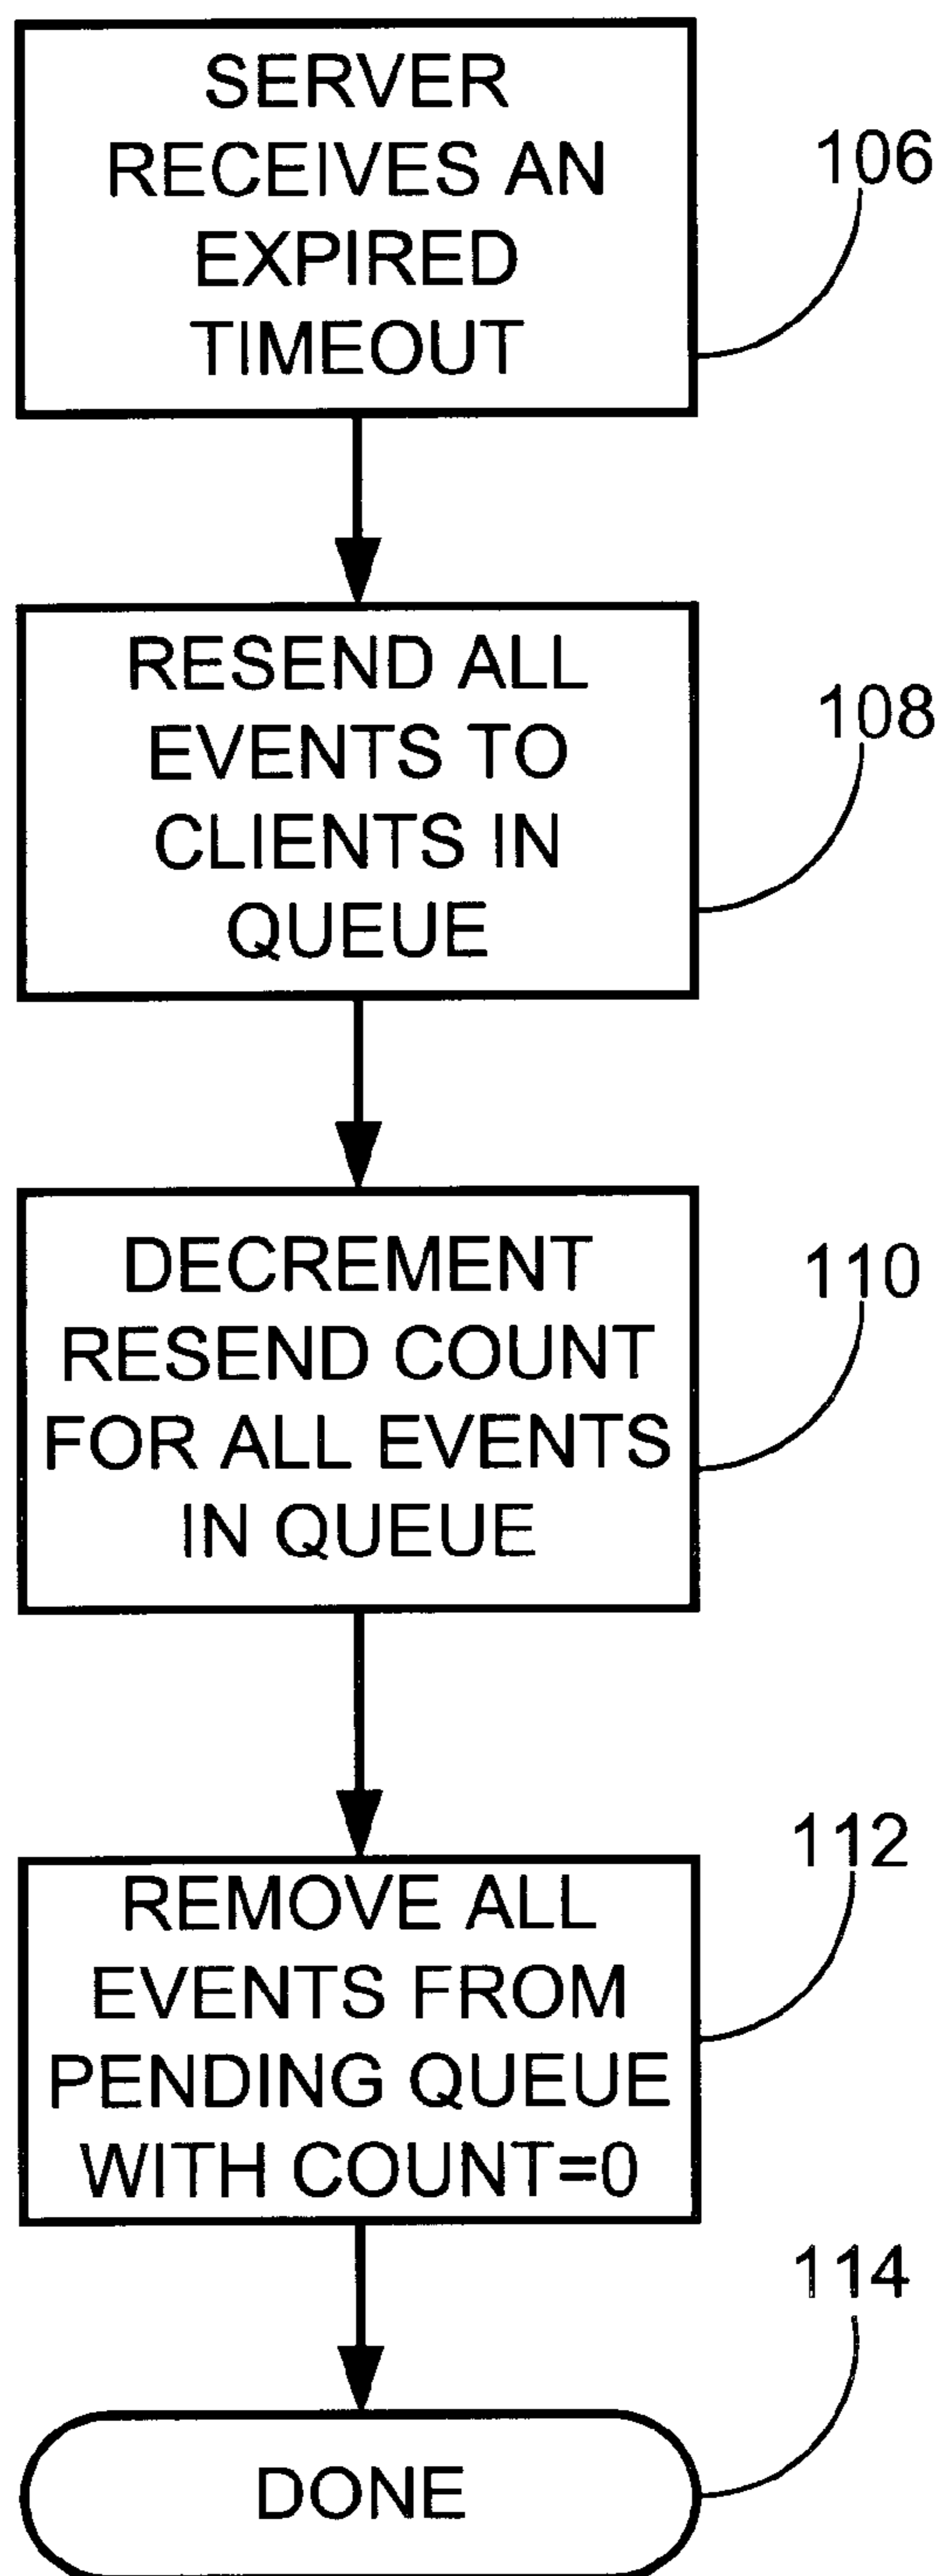 SERVER
RECEIVES AN
EXPIRED
TIMEOUT
106
RESEND ALL
EVENTS TO
CLIENTS IN
QUEUE
108
DECREMENT
RESEND COUNT
FOR ALL EVENTS
IN QUEUE
110
REMOVE ALL
EVENTS FROM
PENDING QUEUE
WITH COUNT=0
112
DONE
114